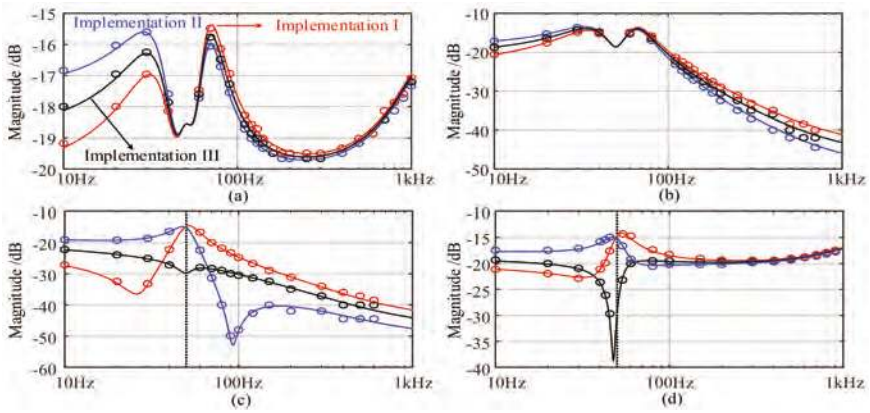 Implementation II
Implementation I
Implementation III
Magnitude /dB
-15
-16
-17
-18
-19
-20
10Hz
100Hz
1kHz
(a)
Magnitude /dB
-10
-20
-30
-40
-50
10Hz
100Hz
1kHz
(b)
Magnitude /dB
-10
-20
-30
-40
-50
-60
10Hz
100Hz
1kHz
(c)
Magnitude /dB
-10
-15
-20
-25
-30
-35
-40
10Hz
100Hz
1kHz
(d)